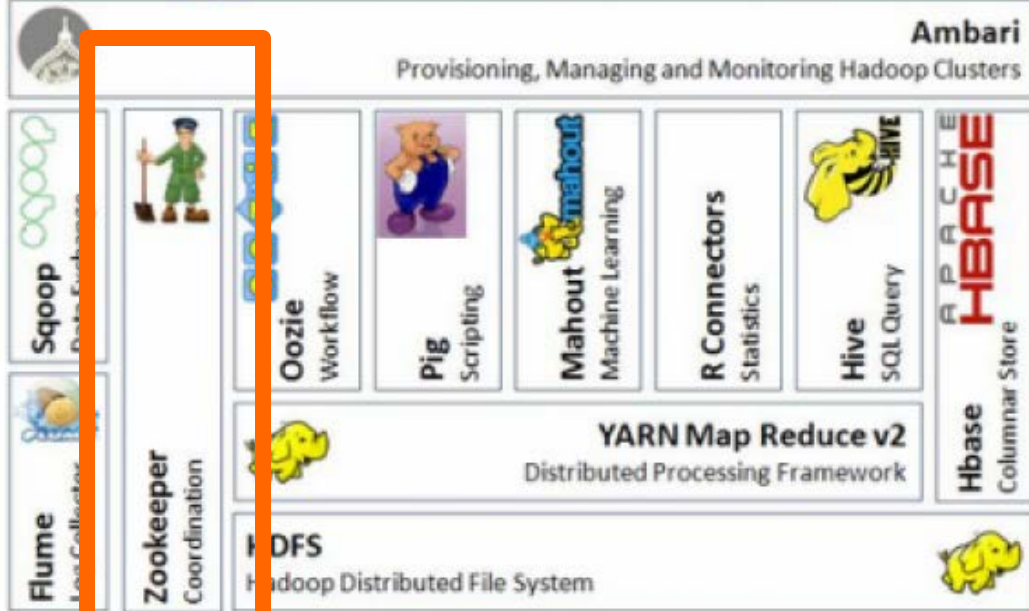 Ambari
Provisioning, Managing and Monitoring Hadoop Clusters
Sqoop
Zookeeper
Coordination
Oozie
Workflow
Pig
Scripting
mahout
Mahout
Machine Learning
R Connectors
Statistics
HIVE
Hive
SQL Query
APACHE
HBASE
Hbase
Columnar Store
Flume
YARN Map Reduce v2
Distributed Processing Framework
HDFS
Hadoop Distributed File System